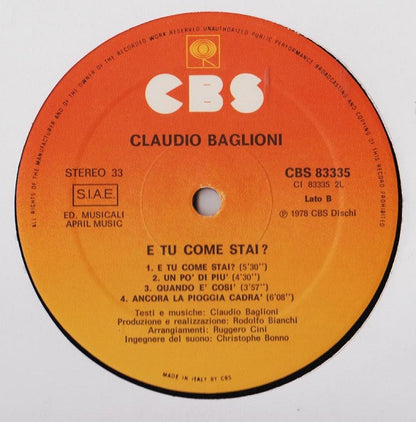 ALL RIGHTS OF THE MANUFACTURER AND OF THE OWNER OF THE RECORDED WORK RESERVED UNAUTHORIZED PUBLIC PERFORMANCE BROADCASTING AND COPYING OF THIS RECORD PROHIBITED
CBS
CLAUDIO BAGLIONI
STEREO 33
S.I.A.E.
ED. MUSICALI
APRIL MUSIC
CBS 83335
CI 83335 2L
Lato B
℗ 1978 CBS Dischi
E TU COME STAI?
1. E TU COME STAI? (5'30'')
2. UN PO' DI PIU' (4'30'')
3. QUANDO E' COSI' (3'57'')
4. ANCORA LA PIOGGIA CADRA' (6'08'')
Testi e musiche: Claudio Baglioni
Produzione e realizzazione: Rodolfo Bianchi
Arrangiamenti: Ruggero Cini
Ingegnere del suono: Christophe Bonno
MADE IN ITALY BY CBS